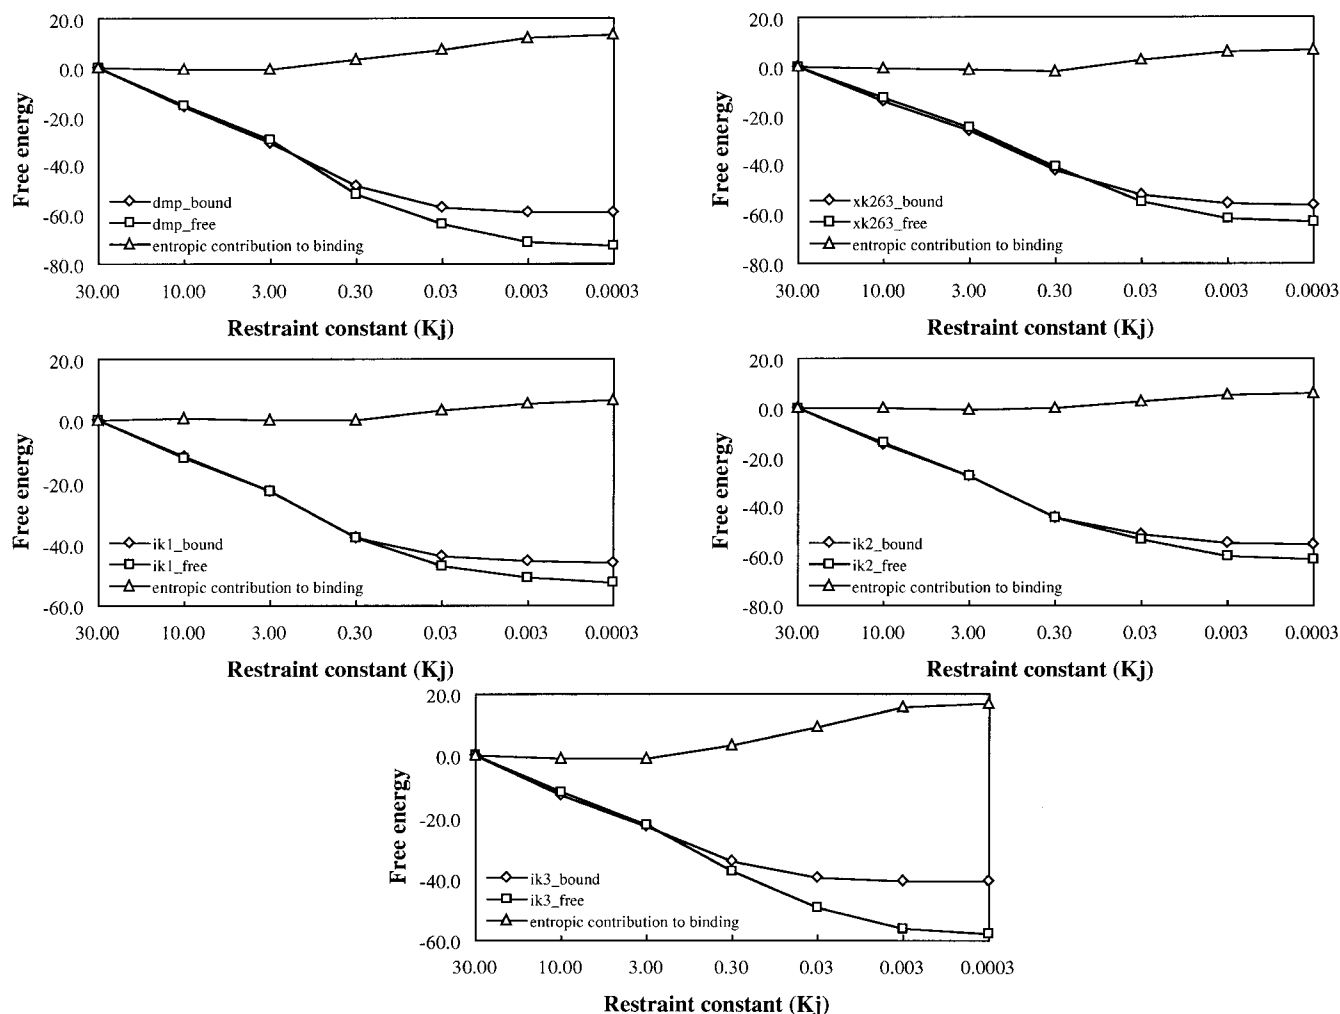 20.0
0.0
-20.0
-40.0
-60.0
-80.0
Free energy
dmp_bound
dmp_free
entropic contribution to binding
30.00 10.00 3.00 0.30 0.03 0.003 0.0003
Restraint constant (Kj)
20.0
0.0
-20.0
-40.0
-60.0
-80.0
Free energy
xk263_bound
xk263_free
entropic contribution to binding
30.00 10.00 3.00 0.30 0.03 0.003 0.0003
Restraint constant (Kj)
20.0
0.0
-20.0
-40.0
-60.0
Free energy
ik1_bound
ik1_free
entropic contribution to binding
30.00 10.00 3.00 0.30 0.03 0.003 0.0003
Restraint constant (Kj)
20.0
0.0
-20.0
-40.0
-60.0
-80.0
Free energy
ik2_bound
ik2_free
entropic contribution to binding
30.00 10.00 3.00 0.30 0.03 0.003 0.0003
Restraint constant (Kj)
20.0
0.0
-20.0
-40.0
-60.0
Free energy
ik3_bound
ik3_free
entropic contribution to binding
30.00 10.00 3.00 0.30 0.03 0.003 0.0003
Restraint constant (Kj)